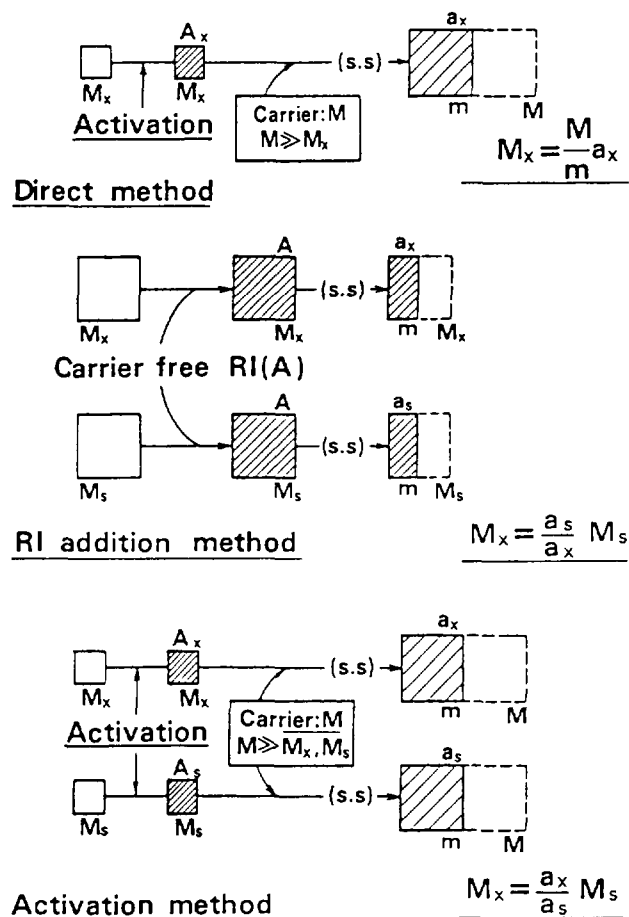 A_x a_x
(s.s)
M_x M_x m M
Activation
Carrier: M
M≫M_x
M_x = M/m a_x
Direct method
A a_x
(s.s)
M_x M_x m M_x
Carrier free RI(A)
A a_s
(s.s)
M_s M_s m M_s
RI addition method
M_x = a_s/a_x M_s
A_x a_x
(s.s)
M_x M_x m M
Activation
Carrier: M
M≫M_x, M_s
A_s a_s
(s.s)
M_s M_s m M
Activation method
M_x = a_x/a_s M_s